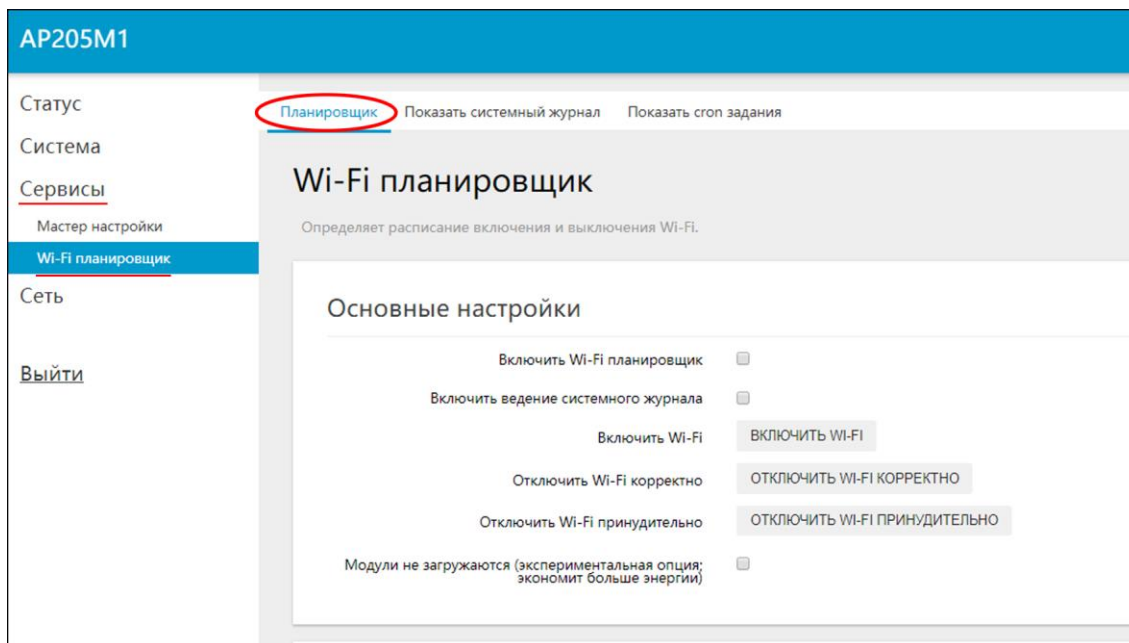 AP205M1
Статус
Система
Сервисы
Мастер настройки
Wi-Fi планировщик
Сеть
Выйти
Планировщик Показать системный журнал Показать cron задания
Wi-Fi планировщик
Определяет расписание включения и выключения Wi-Fi.
Основные настройки
Включить Wi-Fi планировщик
Включить ведение системного журнала
Включить Wi-Fi ВКЛЮЧИТЬ WI-FI
Отключить Wi-Fi корректно ОТКЛЮЧИТЬ WI-FI КОРРЕКТНО
Отключить Wi-Fi принудительно ОТКЛЮЧИТЬ WI-FI ПРИНУДИТЕЛЬНО
Модули не загружаются (экспериментальная опция;
экономит больше энергии)